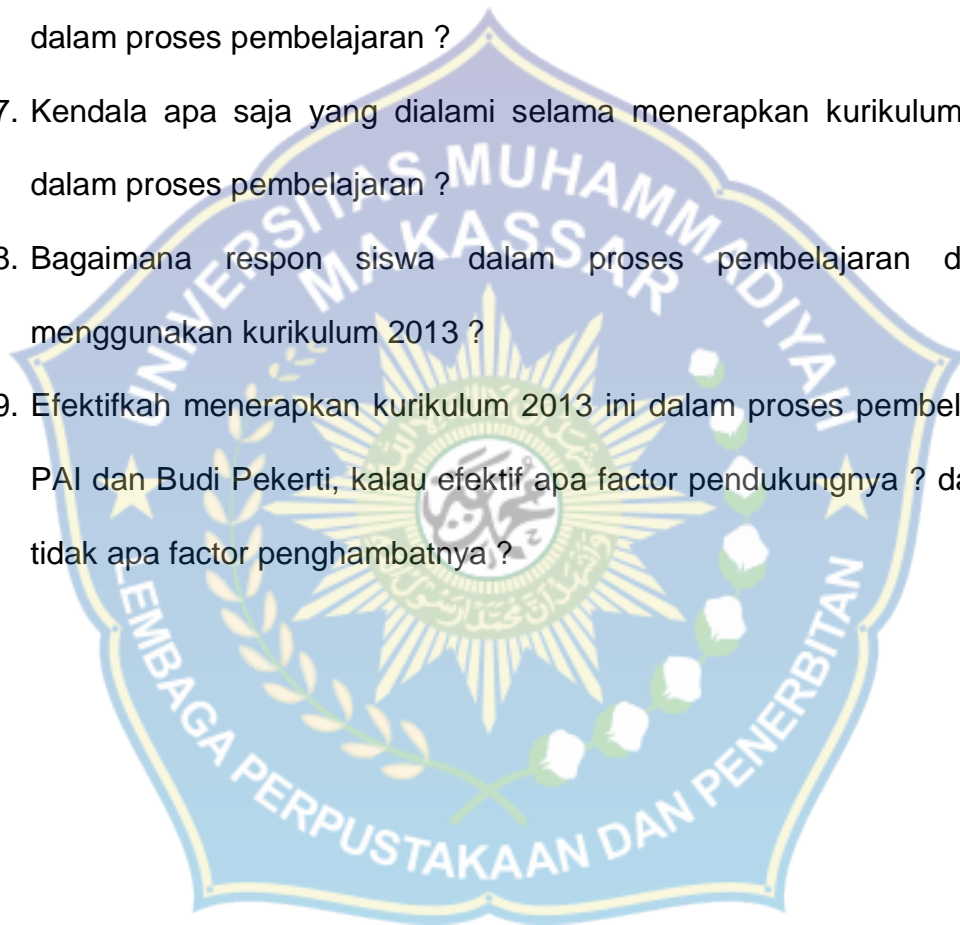 dalam proses pembelajaran ?
7. Kendala apa saja yang dialami selama menerapkan kurikulum
dalam proses pembelajaran ?
8. Bagaimana respon siswa dalam proses pembelajaran d
menggunakan kurikulum 2013 ?
9. Efektifkah menerapkan kurikulum 2013 ini dalam proses pembel
PAI dan Budi Pekerti, kalau efektif apa factor pendukungnya ? da
tidak apa factor penghambatnya ?
UNIVERSITAS MUHAMMADIYAH
MAKASSAR
LEMBAGA PERPUSTAKAAN DAN PENERBITAN